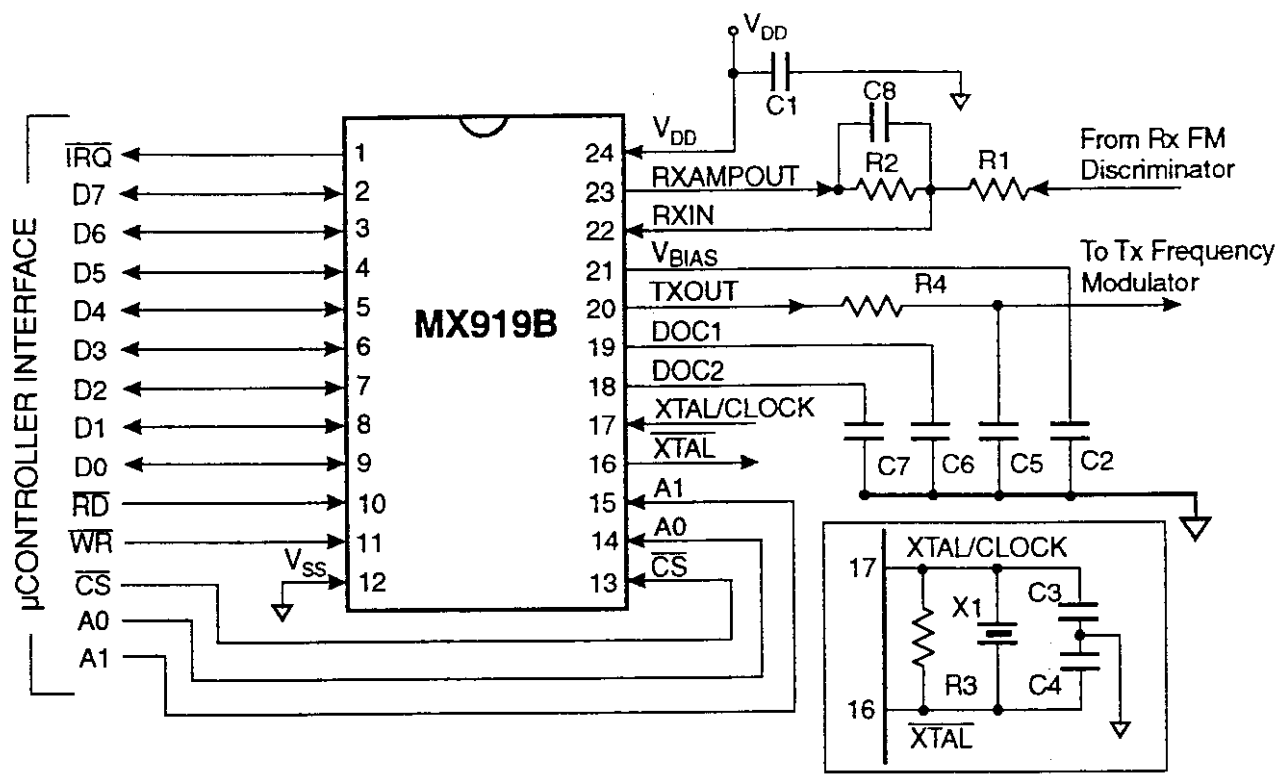 VDD
C1
C8
R2
R1
From Rx FM
Discriminator
To Tx Frequency
Modulator
R4
µCONTROLLER INTERFACE
IRQ
D7
D6
D5
D4
D3
D2
D1
D0
RD
WR
CS
A0
A1
1
2
3
4
5
6
7
8
9
10
11
12
VSS
MX919B
24
23
22
21
20
19
18
17
16
15
14
13
VDD
RXAMPOUT
RXIN
VBIAS
TXOUT
DOC1
DOC2
XTAL/CLOCK
XTAL
A1
A0
CS
C7
C6
C5
C2
17
XTAL/CLOCK
X1
C3
R3
C4
16
XTAL